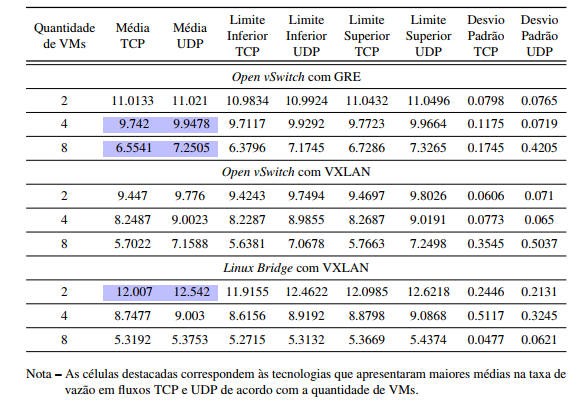 Quantidade de VMs Média TCP Média UDP Limite Inferior TCP Limite Inferior UDP Limite Superior TCP Limite Superior UDP Desvio Padrão TCP Desvio Padrão UDP
Open vSwitch com GRE
2 11.0133 11.021 10.9834 10.9924 11.0432 11.0496 0.0798 0.0765
4 9.742 9.9478 9.7117 9.9292 9.7723 9.9664 0.1175 0.0719
8 6.5541 7.2505 6.3796 7.1745 6.7286 7.3265 0.1745 0.4205
Open vSwitch com VXLAN
2 9.447 9.776 9.4243 9.7494 9.4697 9.8026 0.0606 0.071
4 8.2487 9.0023 8.2287 8.9855 8.2687 9.0191 0.0773 0.065
8 5.7022 7.1588 5.6381 7.0678 5.7663 7.2498 0.3545 0.5037
Linux Bridge com VXLAN
2 12.007 12.542 11.9155 12.4622 12.0985 12.6218 0.2446 0.2131
4 8.7477 9.003 8.6156 8.9192 8.8798 9.0868 0.5117 0.3245
8 5.3192 5.3753 5.2715 5.3132 5.3669 5.4374 0.0477 0.0621
Nota – As células destacadas correspondem às tecnologias que apresentaram maiores médias na taxa de
vazão em fluxos TCP e UDP de acordo com a quantidade de VMs.